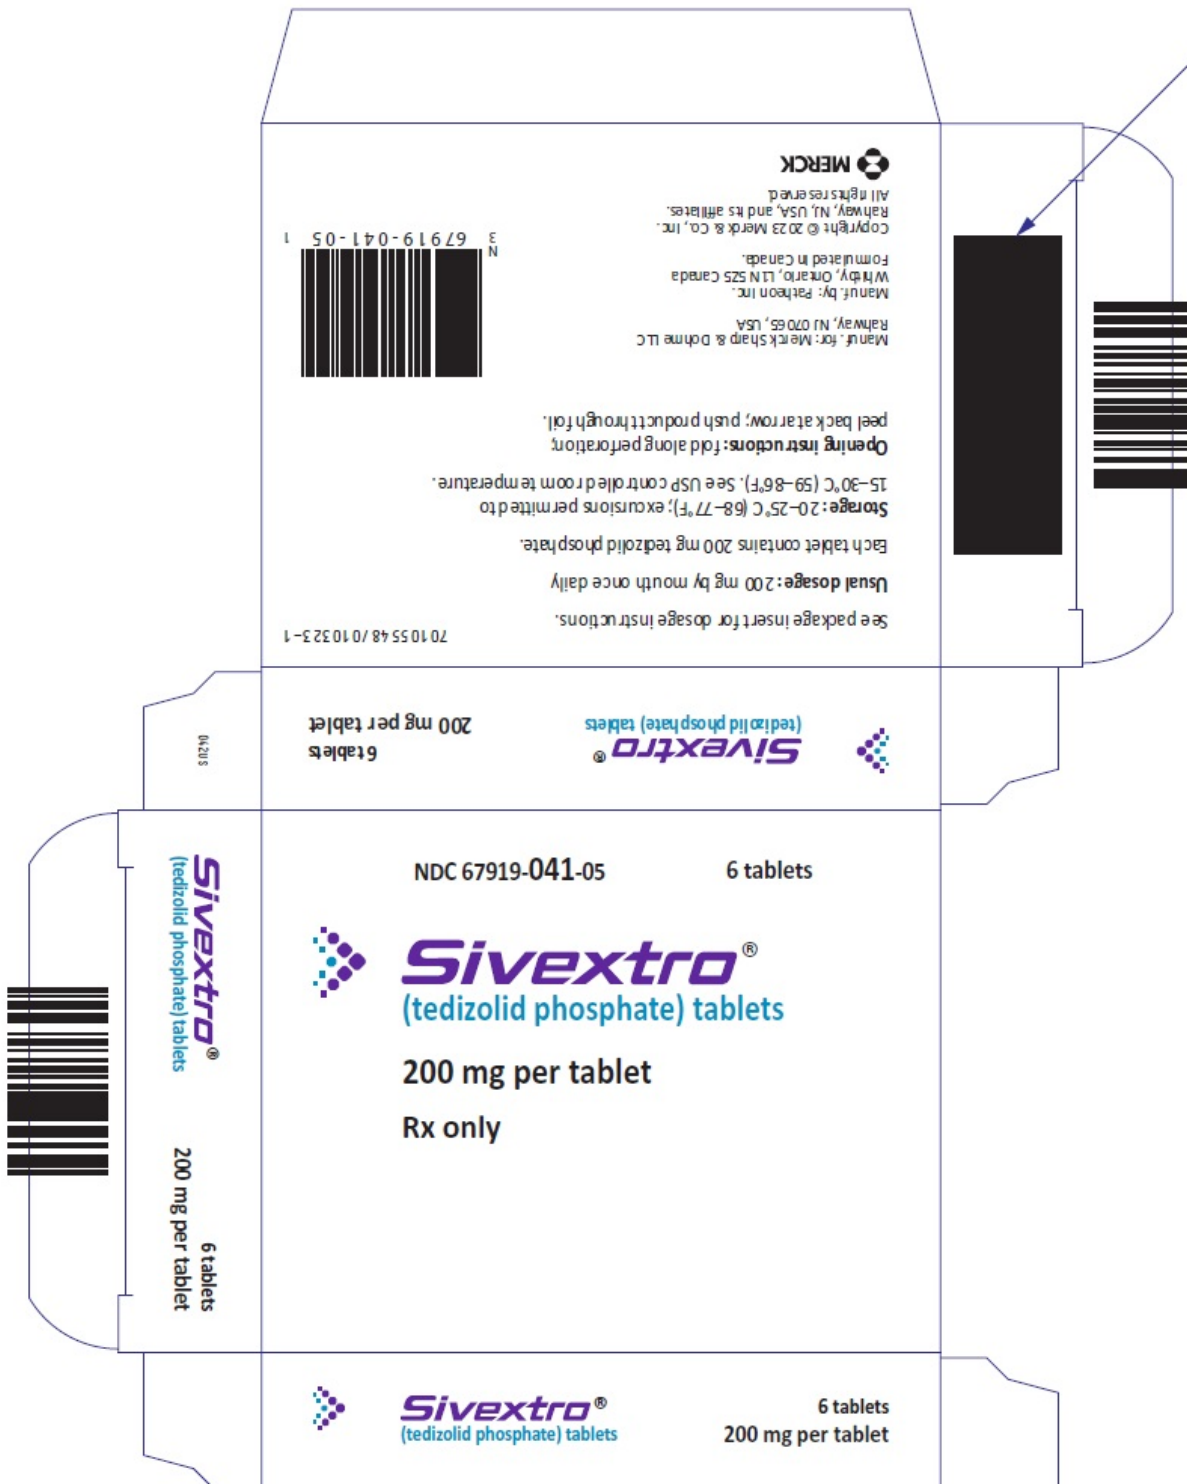 See package insert for dosage instructions.
7010554 8/010323-1
Usual dosage: 200 mg by mouth once daily
Each tablet contains 200 mg tedizolid phosphate.
Storage: 20–25°C (68–77°F); excursions permitted to
15–30°C (59–86°F). See USP controlled room temperature.
Opening instructions: fold along perforation;
peel back at arrow; push productt through foil.
Manuf. for: Merck Sharp & Dohme LLC
Rahway, NJ 07065, USA
Manuf. by: Patheon Inc.
Whitby, Ontario, L1N 5Z5 Canada
Formulated in Canada.
Copyright © 2023 Merck & Co., Inc.
Rahway, NJ, USA, and its affiliates.
All rights reserved.
MERCK
N
3 67919-041-05 1
Sivextro®
(tedizolid phosphate) tablets
6 tablets
200 mg per tablet
042US
Sivextro®
(tedizolid phosphate) tablets
6 tablets
200 mg per tablet
NDC 67919-041-05
6 tablets
Sivextro®
(tedizolid phosphate) tablets
200 mg per tablet
Rx only
Sivextro®
(tedizolid phosphate) tablets
6 tablets
200 mg per tablet